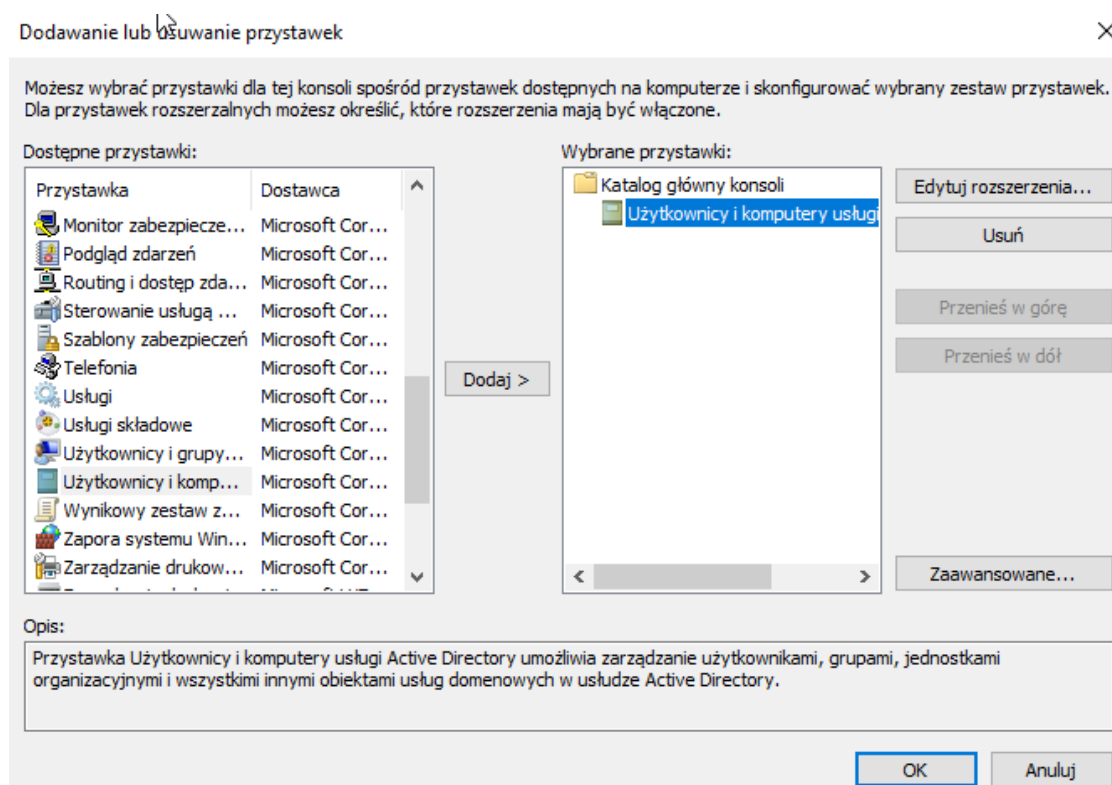 Dodawanie lub usuwanie przystawek
Możesz wybrać przystawki dla tej konsoli spośród przystawek dostępnych na komputerze i skonfigurować wybrany zestaw przystawek.
Dla przystawek rozszerzalnych możesz określić, które rozszerzenia mają być włączone.
Dostępne przystawki:
Przystawka Dostawca
Monitor zabezpiecze... Microsoft Cor...
Podgląd zdarzeń Microsoft Cor...
Routing i dostęp zda... Microsoft Cor...
Sterowanie usługą ... Microsoft Cor...
Szablony zabezpieczeń Microsoft Cor...
Telefonia Microsoft Cor...
Usługi Microsoft Cor...
Usługi składowe Microsoft Cor...
Użytkownicy i grupy... Microsoft Cor...
Użytkownicy i komp... Microsoft Cor...
Wynikowy zestaw z... Microsoft Cor...
Zapora systemu Win... Microsoft Cor...
Zarządzanie drukow... Microsoft Cor...
Dodaj >
Wybrane przystawki:
Katalog główny konsoli
Użytkownicy i komputery usługi
Edytuj rozszerzenia...
Usuń
Przenieś w górę
Przenieś w dół
Zaawansowane...
Opis:
Przystawka Użytkownicy i komputery usługi Active Directory umożliwia zarządzanie użytkownikami, grupami, jednostkami
organizacyjnymi i wszystkimi innymi obiektami usług domenowych w usłudze Active Directory.
OK
Anuluj